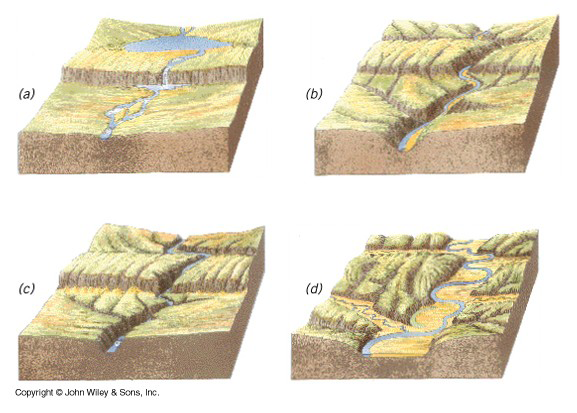 (a)
(b)
(c)
(d)
Copyright © John Wiley & Sons, Inc.